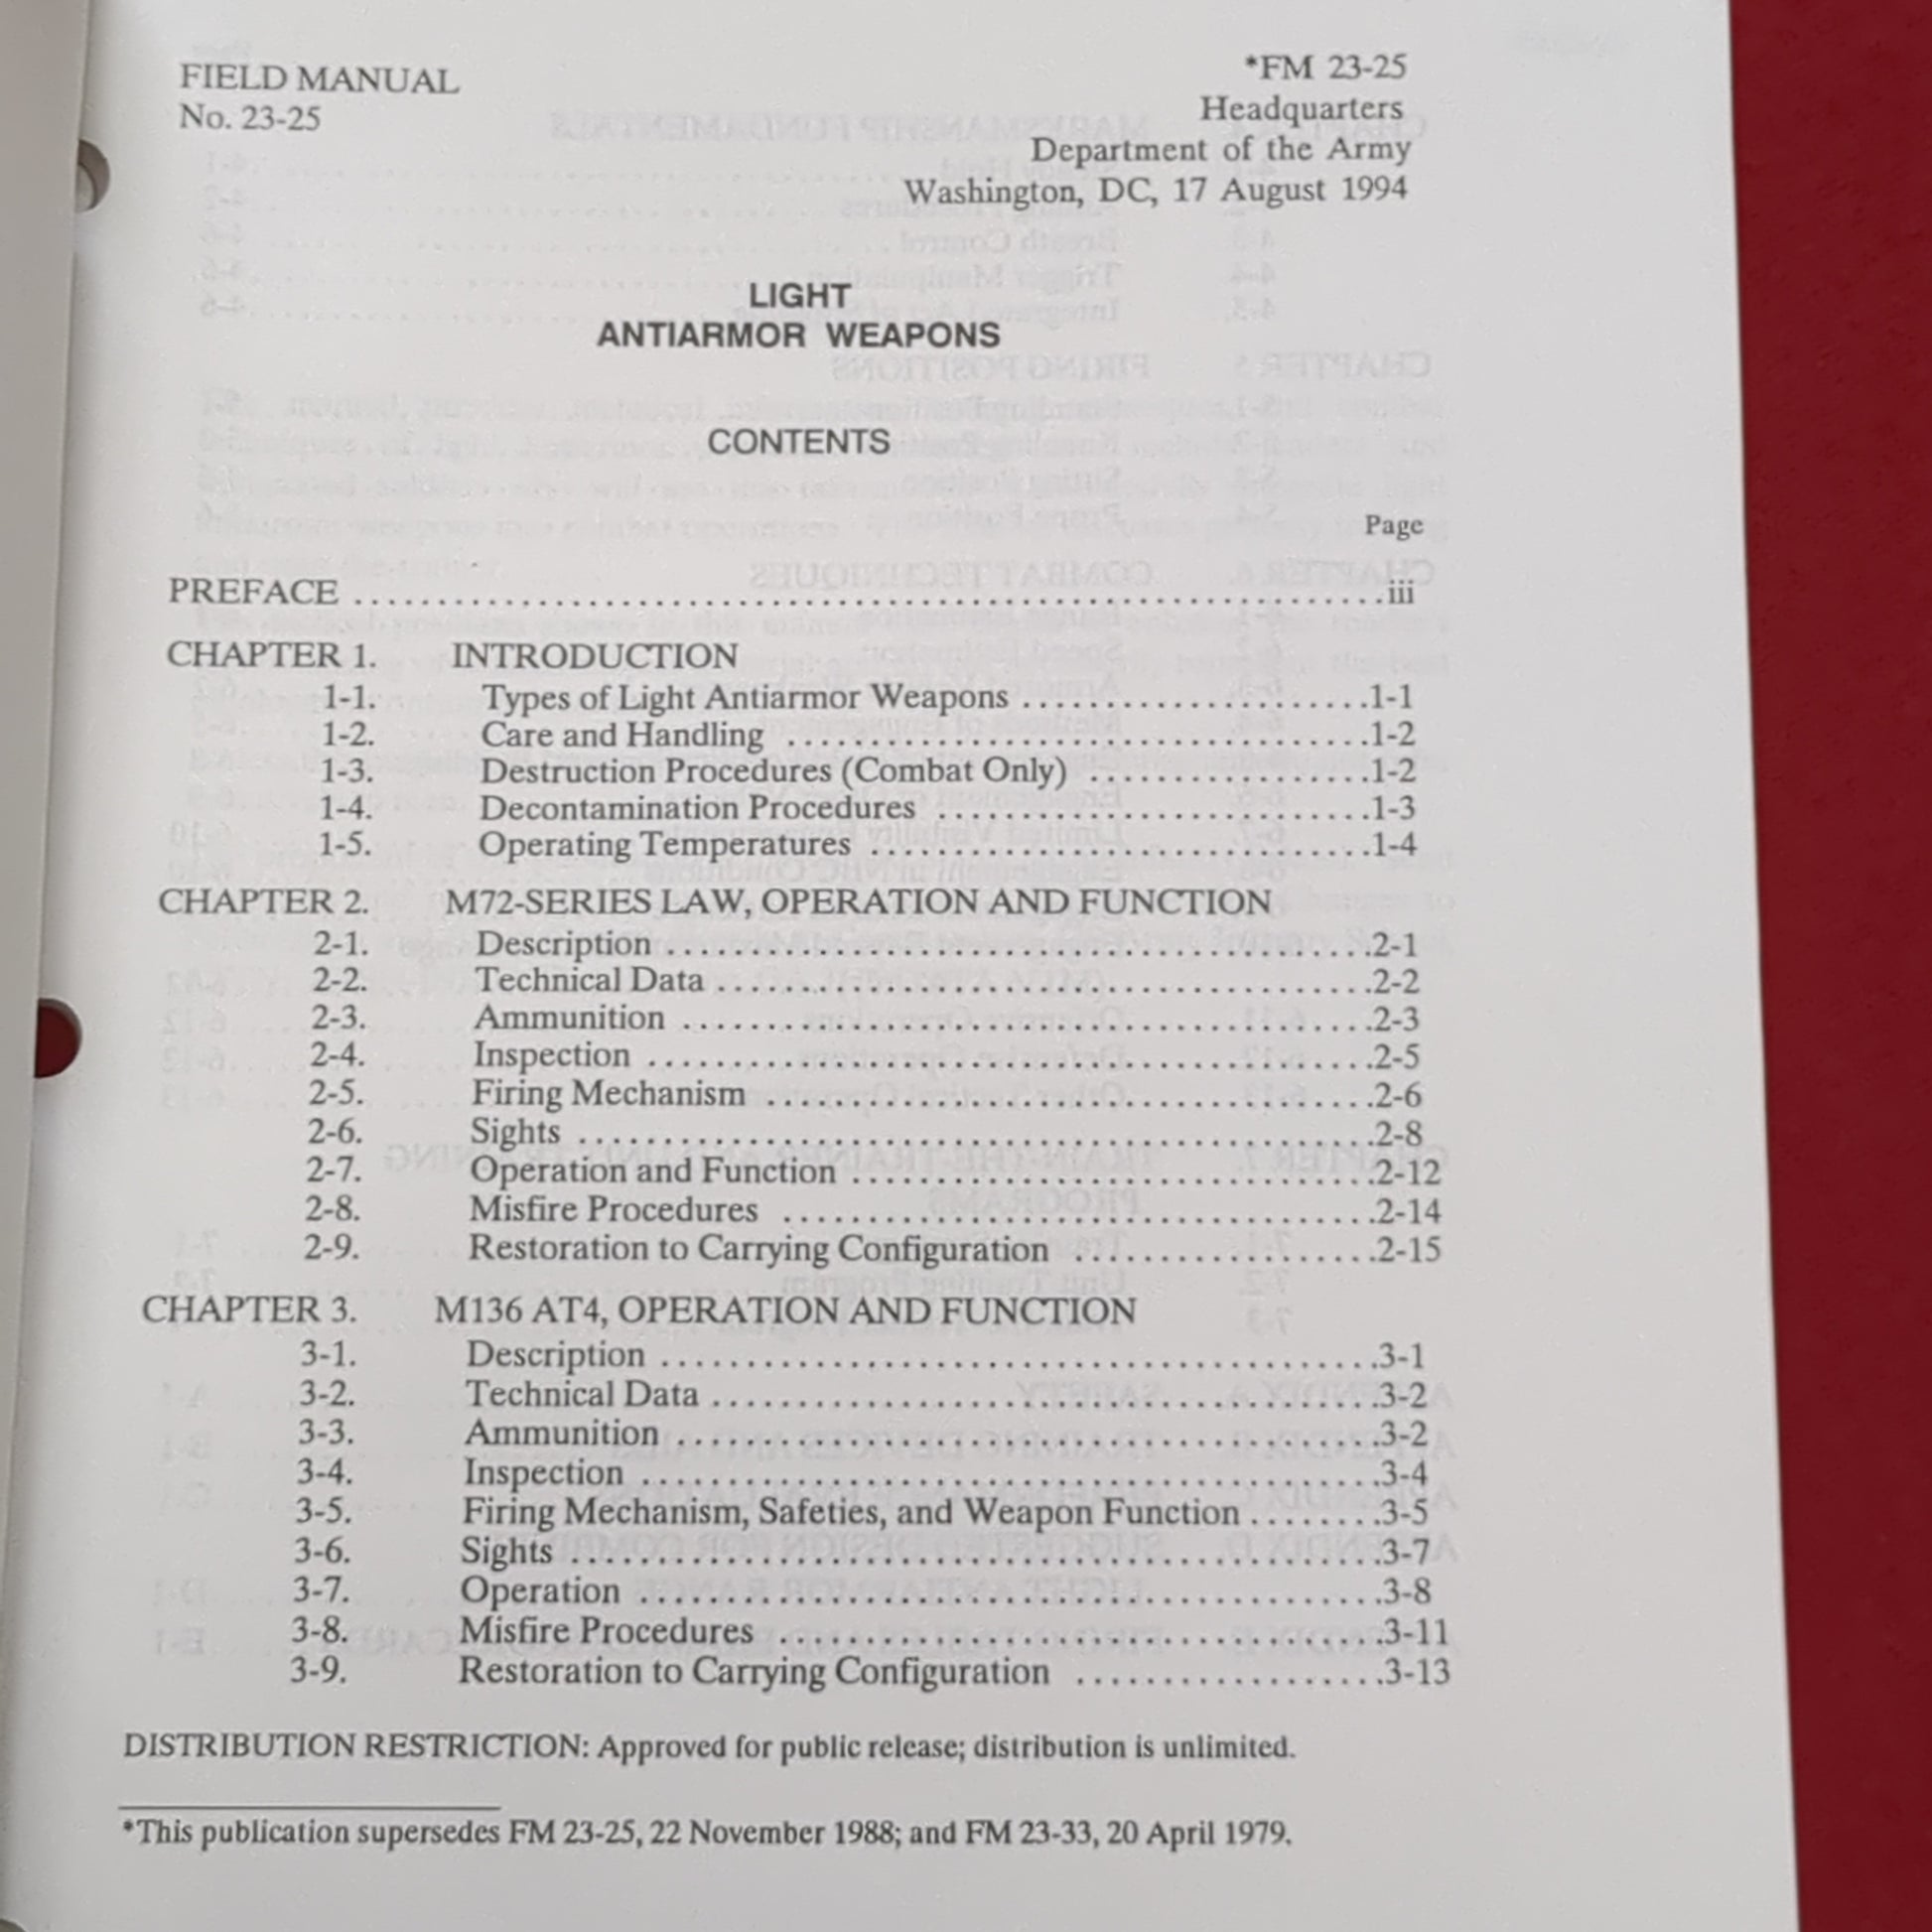 FIELD MANUAL
No. 23-25
*FM 23-25
Headquarters
Department of the Army
Washington, DC, 17 August 1994
LIGHT
ANTIARMOR WEAPONS
CONTENTS
Page
PREFACE ........................................................ iii
CHAPTER 1. INTRODUCTION
1-1. Types of Light Antiarmor Weapons ..................... 1-1
1-2. Care and Handling ................................... 1-2
1-3. Destruction Procedures (Combat Only) ................. 1-2
1-4. Decontamination Procedures .......................... 1-3
1-5. Operating Temperatures .............................. 1-4
CHAPTER 2. M72-SERIES LAW, OPERATION AND FUNCTION
2-1. Description ......................................... 2-1
2-2. Technical Data ...................................... 2-2
2-3. Ammunition .......................................... 2-3
2-4. Inspection .......................................... 2-5
2-5. Firing Mechanism .................................... 2-6
2-6. Sights .............................................. 2-8
2-7. Operation and Function .............................. 2-12
2-8. Misfire Procedures .................................. 2-14
2-9. Restoration to Carrying Configuration ................. 2-15
CHAPTER 3. M136 AT4, OPERATION AND FUNCTION
3-1. Description ......................................... 3-1
3-2. Technical Data ...................................... 3-2
3-3. Ammunition .......................................... 3-2
3-4. Inspection .......................................... 3-4
3-5. Firing Mechanism, Safeties, and Weapon Function ........ 3-5
3-6. Sights .............................................. 3-7
3-7. Operation ........................................... 3-8
3-8. Misfire Procedures .................................. 3-11
3-9. Restoration to Carrying Configuration ................. 3-13
DISTRIBUTION RESTRICTION: Approved for public release; distribution is unlimited.
*This publication supersedes FM 23-25, 22 November 1988; and FM 23-33, 20 April 1979.